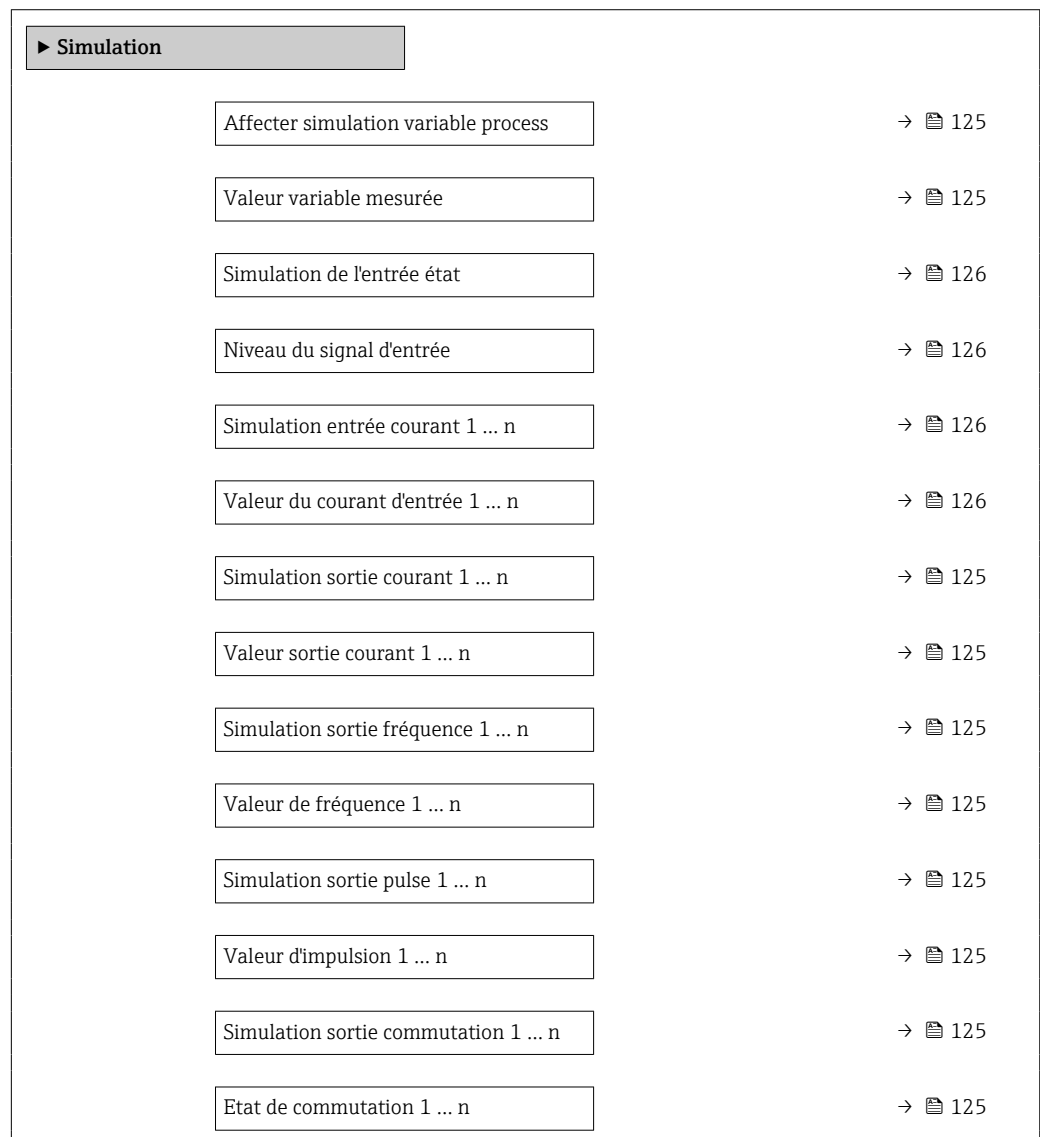 ▶ Simulation
Affecter simulation variable process → 125
Valeur variable mesurée → 125
Simulation de l'entrée état → 126
Niveau du signal d'entrée → 126
Simulation entrée courant 1 … n → 126
Valeur du courant d'entrée 1 … n → 126
Simulation sortie courant 1 … n → 125
Valeur sortie courant 1 … n → 125
Simulation sortie fréquence 1 … n → 125
Valeur de fréquence 1 … n → 125
Simulation sortie pulse 1 … n → 125
Valeur d'impulsion 1 … n → 125
Simulation sortie commutation 1 … n → 125
Etat de commutation 1 … n → 125